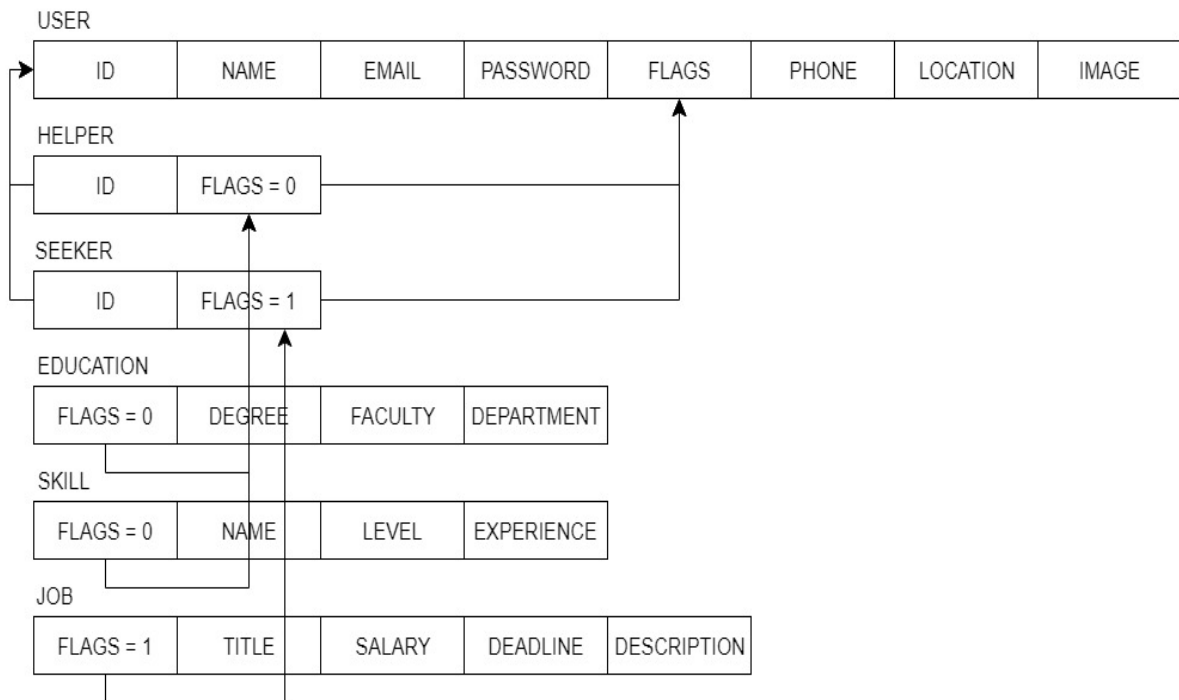 USER
ID NAME EMAIL PASSWORD FLAGS PHONE LOCATION IMAGE
HELPER
ID FLAGS = 0
SEEKER
ID FLAGS = 1
EDUCATION
FLAGS = 0 DEGREE FACULTY DEPARTMENT
SKILL
FLAGS = 0 NAME LEVEL EXPERIENCE
JOB
FLAGS = 1 TITLE SALARY DEADLINE DESCRIPTION